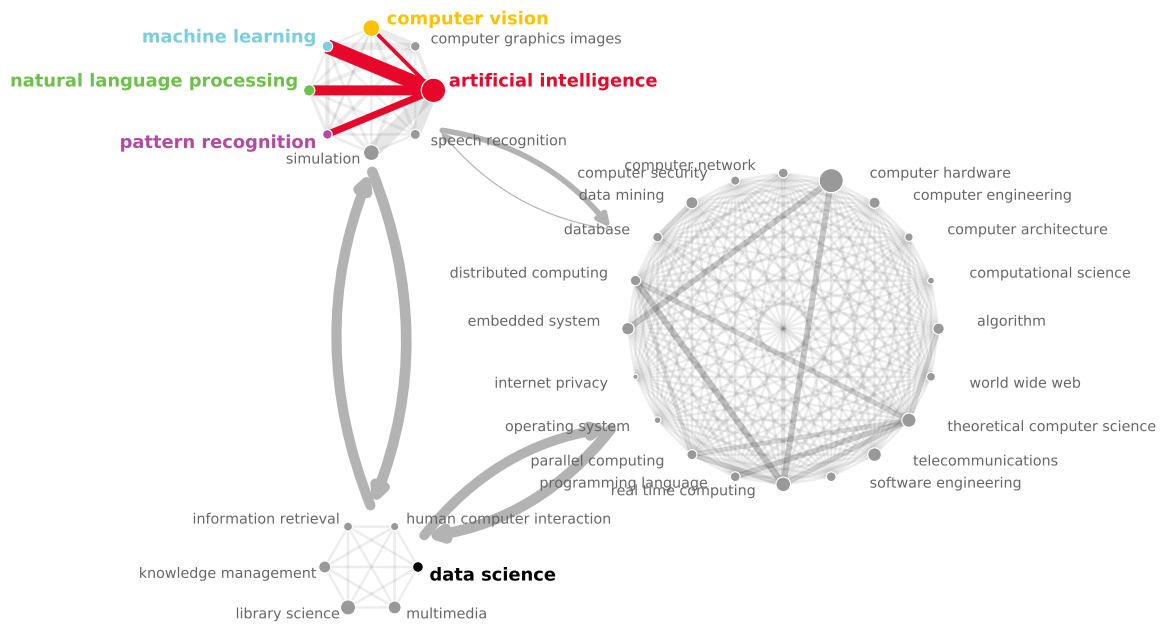 computer vision
machine learning
computer graphics images
natural language processing
artificial intelligence
pattern recognition
speech recognition
simulation
computer network
computer security
computer hardware
data mining
computer engineering
database
computer architecture
distributed computing
computational science
embedded system
algorithm
internet privacy
world wide web
operating system
theoretical computer science
parallel computing
telecommunications
programming language
software engineering
real time computing
information retrieval
human computer interaction
knowledge management
data science
library science
multimedia